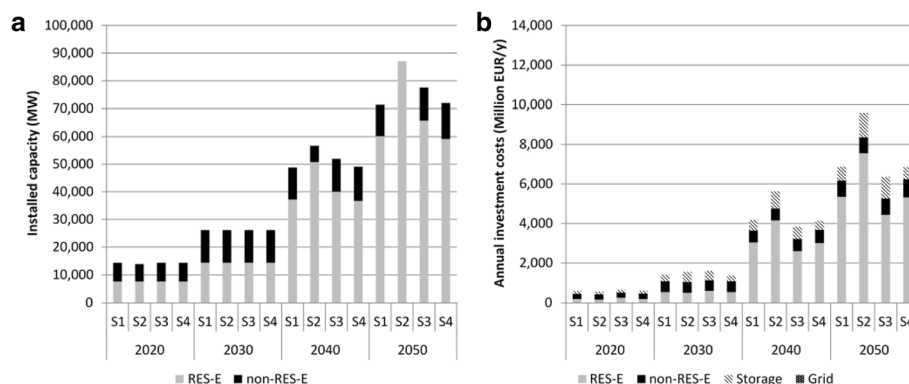 a
Installed capacity (MW)
100,000
90,000
80,000
70,000
60,000
50,000
40,000
30,000
20,000
10,000
0
S1 S2 S3 S4 S1 S2 S3 S4 S1 S2 S3 S4 S1 S2 S3 S4
2020 2030 2040 2050
RES-E non-RES-E
b
Annual investment costs (Million EUR/y)
14,000
12,000
10,000
8,000
6,000
4,000
2,000
0
S1 S2 S3 S4 S1 S2 S3 S4 S1 S2 S3 S4 S1 S2 S3 S4
2020 2030 2040 2050
RES-E non-RES-E Storage Grid